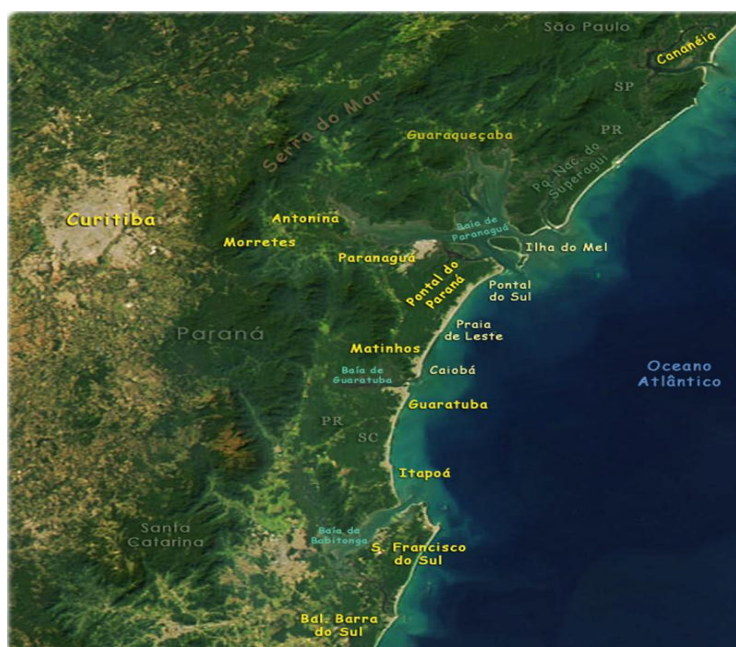 São Paulo
Cananéia
SP
PR
Serra do Mar
Guaraqueçaba
Pq. Nac. do
Superagui
Curitiba
Antonina
Morretes
Baía de
Paranaguá
Ilha do Mel
Paranaguá
Pontal do
Paraná
Pontal
do Sul
Paraná
Praia
de Leste
Matinhos
Baía de
Guaratuba
Caiobá
Oceano
Atlântico
Guaratuba
PR
SC
Itapoá
Santa
Catarina
Baía de
Babitonga
S. Francisco
do Sul
Bal. Barra
do Sul